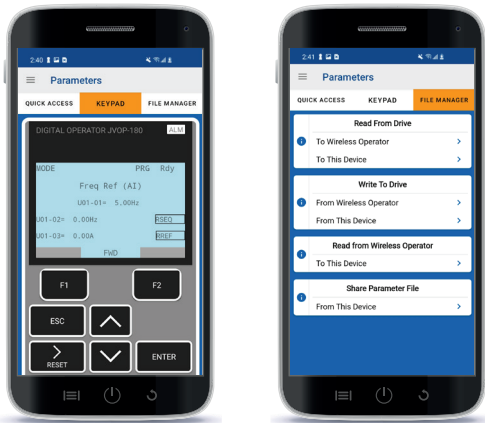 2:40
Parameters
QUICK ACCESS KEYPAD FILE MANAGER
DIGITAL OPERATOR JVOP-180 ALM
MODE PRG Rdy
Freq Ref (AI)
U01-01= 5.00Hz
U01-02= 0.00Hz RSEQ
U01-03= 0.00A RREF
FWD
F1 F2
ESC
RESET ENTER
2:41
Parameters
QUICK ACCESS KEYPAD FILE MANAGER
Read From Drive
To Wireless Operator
To This Device
Write To Drive
From Wireless Operator
From This Device
Read from Wireless Operator
To This Device
Share Parameter File
From This Device